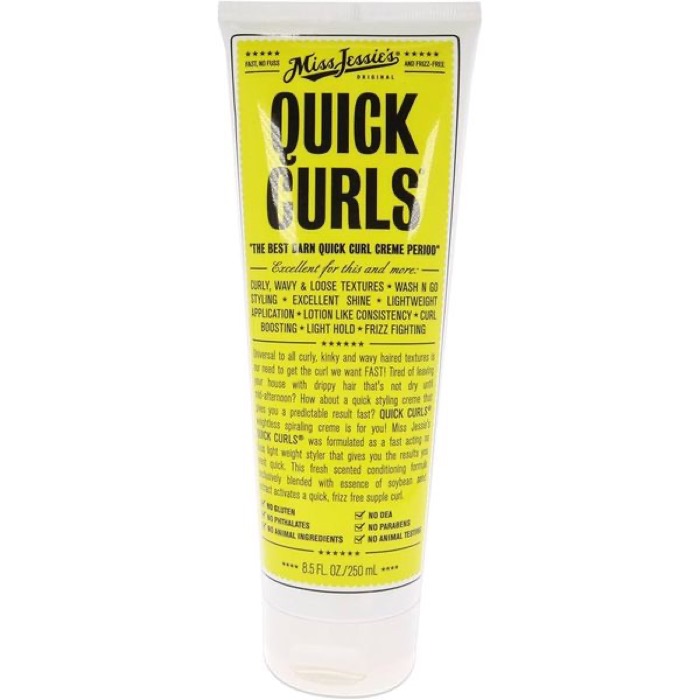 ★★★★★ Miss Jessie's® ★★★★★
FAST, NO FUSS ORIGINAL AND FRIZZ-FREE
QUICK
CURLS®
"THE BEST DARN QUICK CURL CREME PERIOD"
Excellent for this and more:
CURLY, WAVY & LOOSE TEXTURES ★ WASH N GO
STYLING ★ EXCELLENT SHINE ★ LIGHTWEIGHT
APPLICATION ★ LOTION LIKE CONSISTENCY ★ CURL
BOOSTING ★ LIGHT HOLD ★ FRIZZ FIGHTING
★★★★★★
Universal to all curly, kinky and wavy haired textures is
our need to get the curl we want FAST! Tired of leaving
your house with drippy hair that's not dry until
mid-afternoon? How about a quick styling creme that
gives you a predictable result fast? QUICK CURLS®
weightless spiraling creme is for you! Miss Jessie's
QUICK CURLS® was formulated as a fast acting no
fuss light weight styler that gives you the results you
want quick. This fresh scented conditioning formula
exclusively blended with essence of soybean
extract activates a quick, frizz free supple curl.
NO GLUTEN NO DEA
NO PHTHALATES NO PARABENS
NO ANIMAL INGREDIENTS NO ANIMAL TESTING
★★★★★★
★★★★ 8.5 FL. OZ./250 mL ★★★★